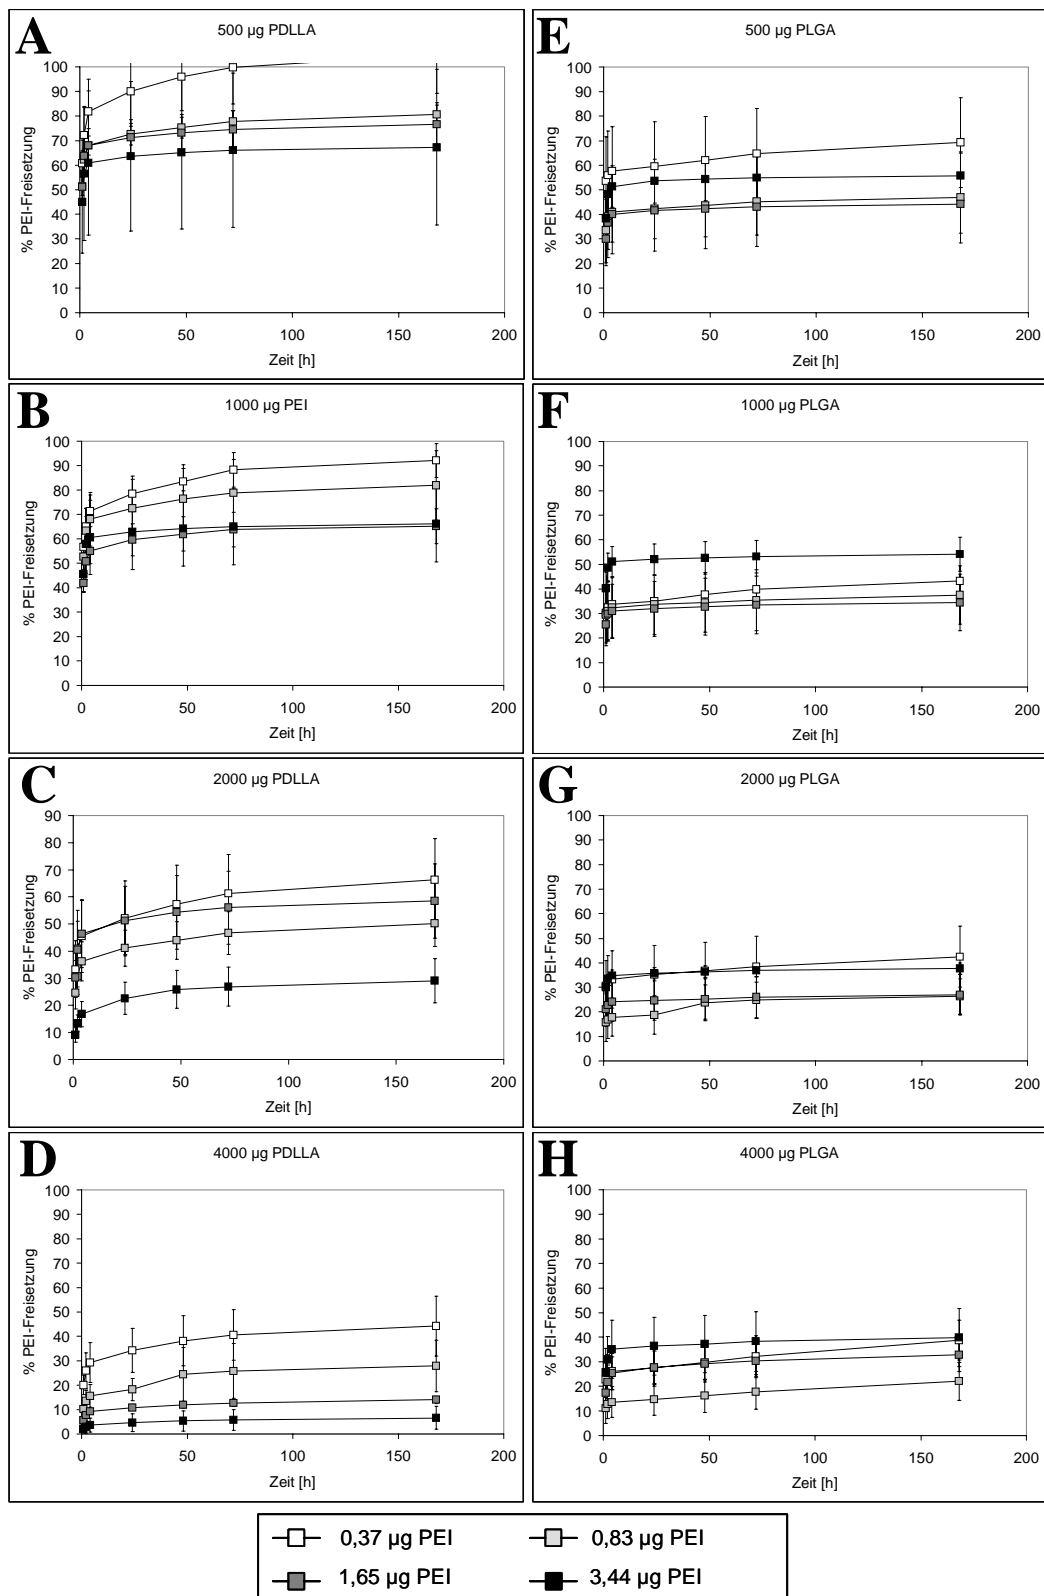 A
500 µg PDLLA
% PEI-Freisetzung
100
90
80
70
60
50
40
30
20
10
0
0 50 100 150 200
Zeit [h]
E
500 µg PLGA
% PEI-Freisetzung
100
90
80
70
60
50
40
30
20
10
0
0 50 100 150 200
Zeit [h]
B
1000 µg PEI
% PEI-Freisetzung
100
90
80
70
60
50
40
30
20
10
0
0 50 100 150 200
Zeit [h]
F
1000 µg PLGA
% PEI-Freisetzung
100
90
80
70
60
50
40
30
20
10
0
0 50 100 150 200
Zeit [h]
C
2000 µg PDLLA
% PEI-Freisetzung
90
80
70
60
50
40
30
20
10
0
0 50 100 150 200
Zeit [h]
G
2000 µg PLGA
% PEI-Freisetzung
100
90
80
70
60
50
40
30
20
10
0
0 50 100 150 200
Zeit [h]
D
4000 µg PDLLA
% PEI-Freisetzung
100
90
80
70
60
50
40
30
20
10
0
0 50 100 150 200
Zeit [h]
H
4000 µg PLGA
% PEI-Freisetzung
100
90
80
70
60
50
40
30
20
10
0
0 50 100 150 200
Zeit [h]
0,37 µg PEI 0,83 µg PEI
1,65 µg PEI 3,44 µg PEI